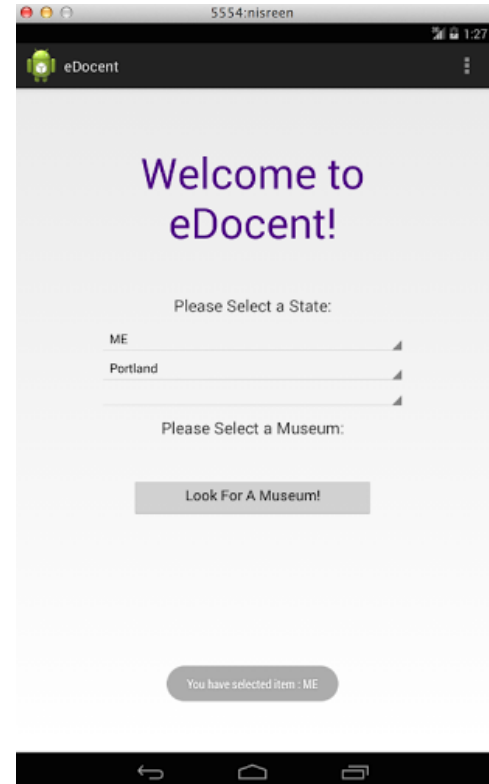 5554:nisreen
1:27
eDocent
Welcome to
eDocent!
Please Select a State:
ME
Portland
Please Select a Museum:
Look For A Museum!
You have selected item : ME